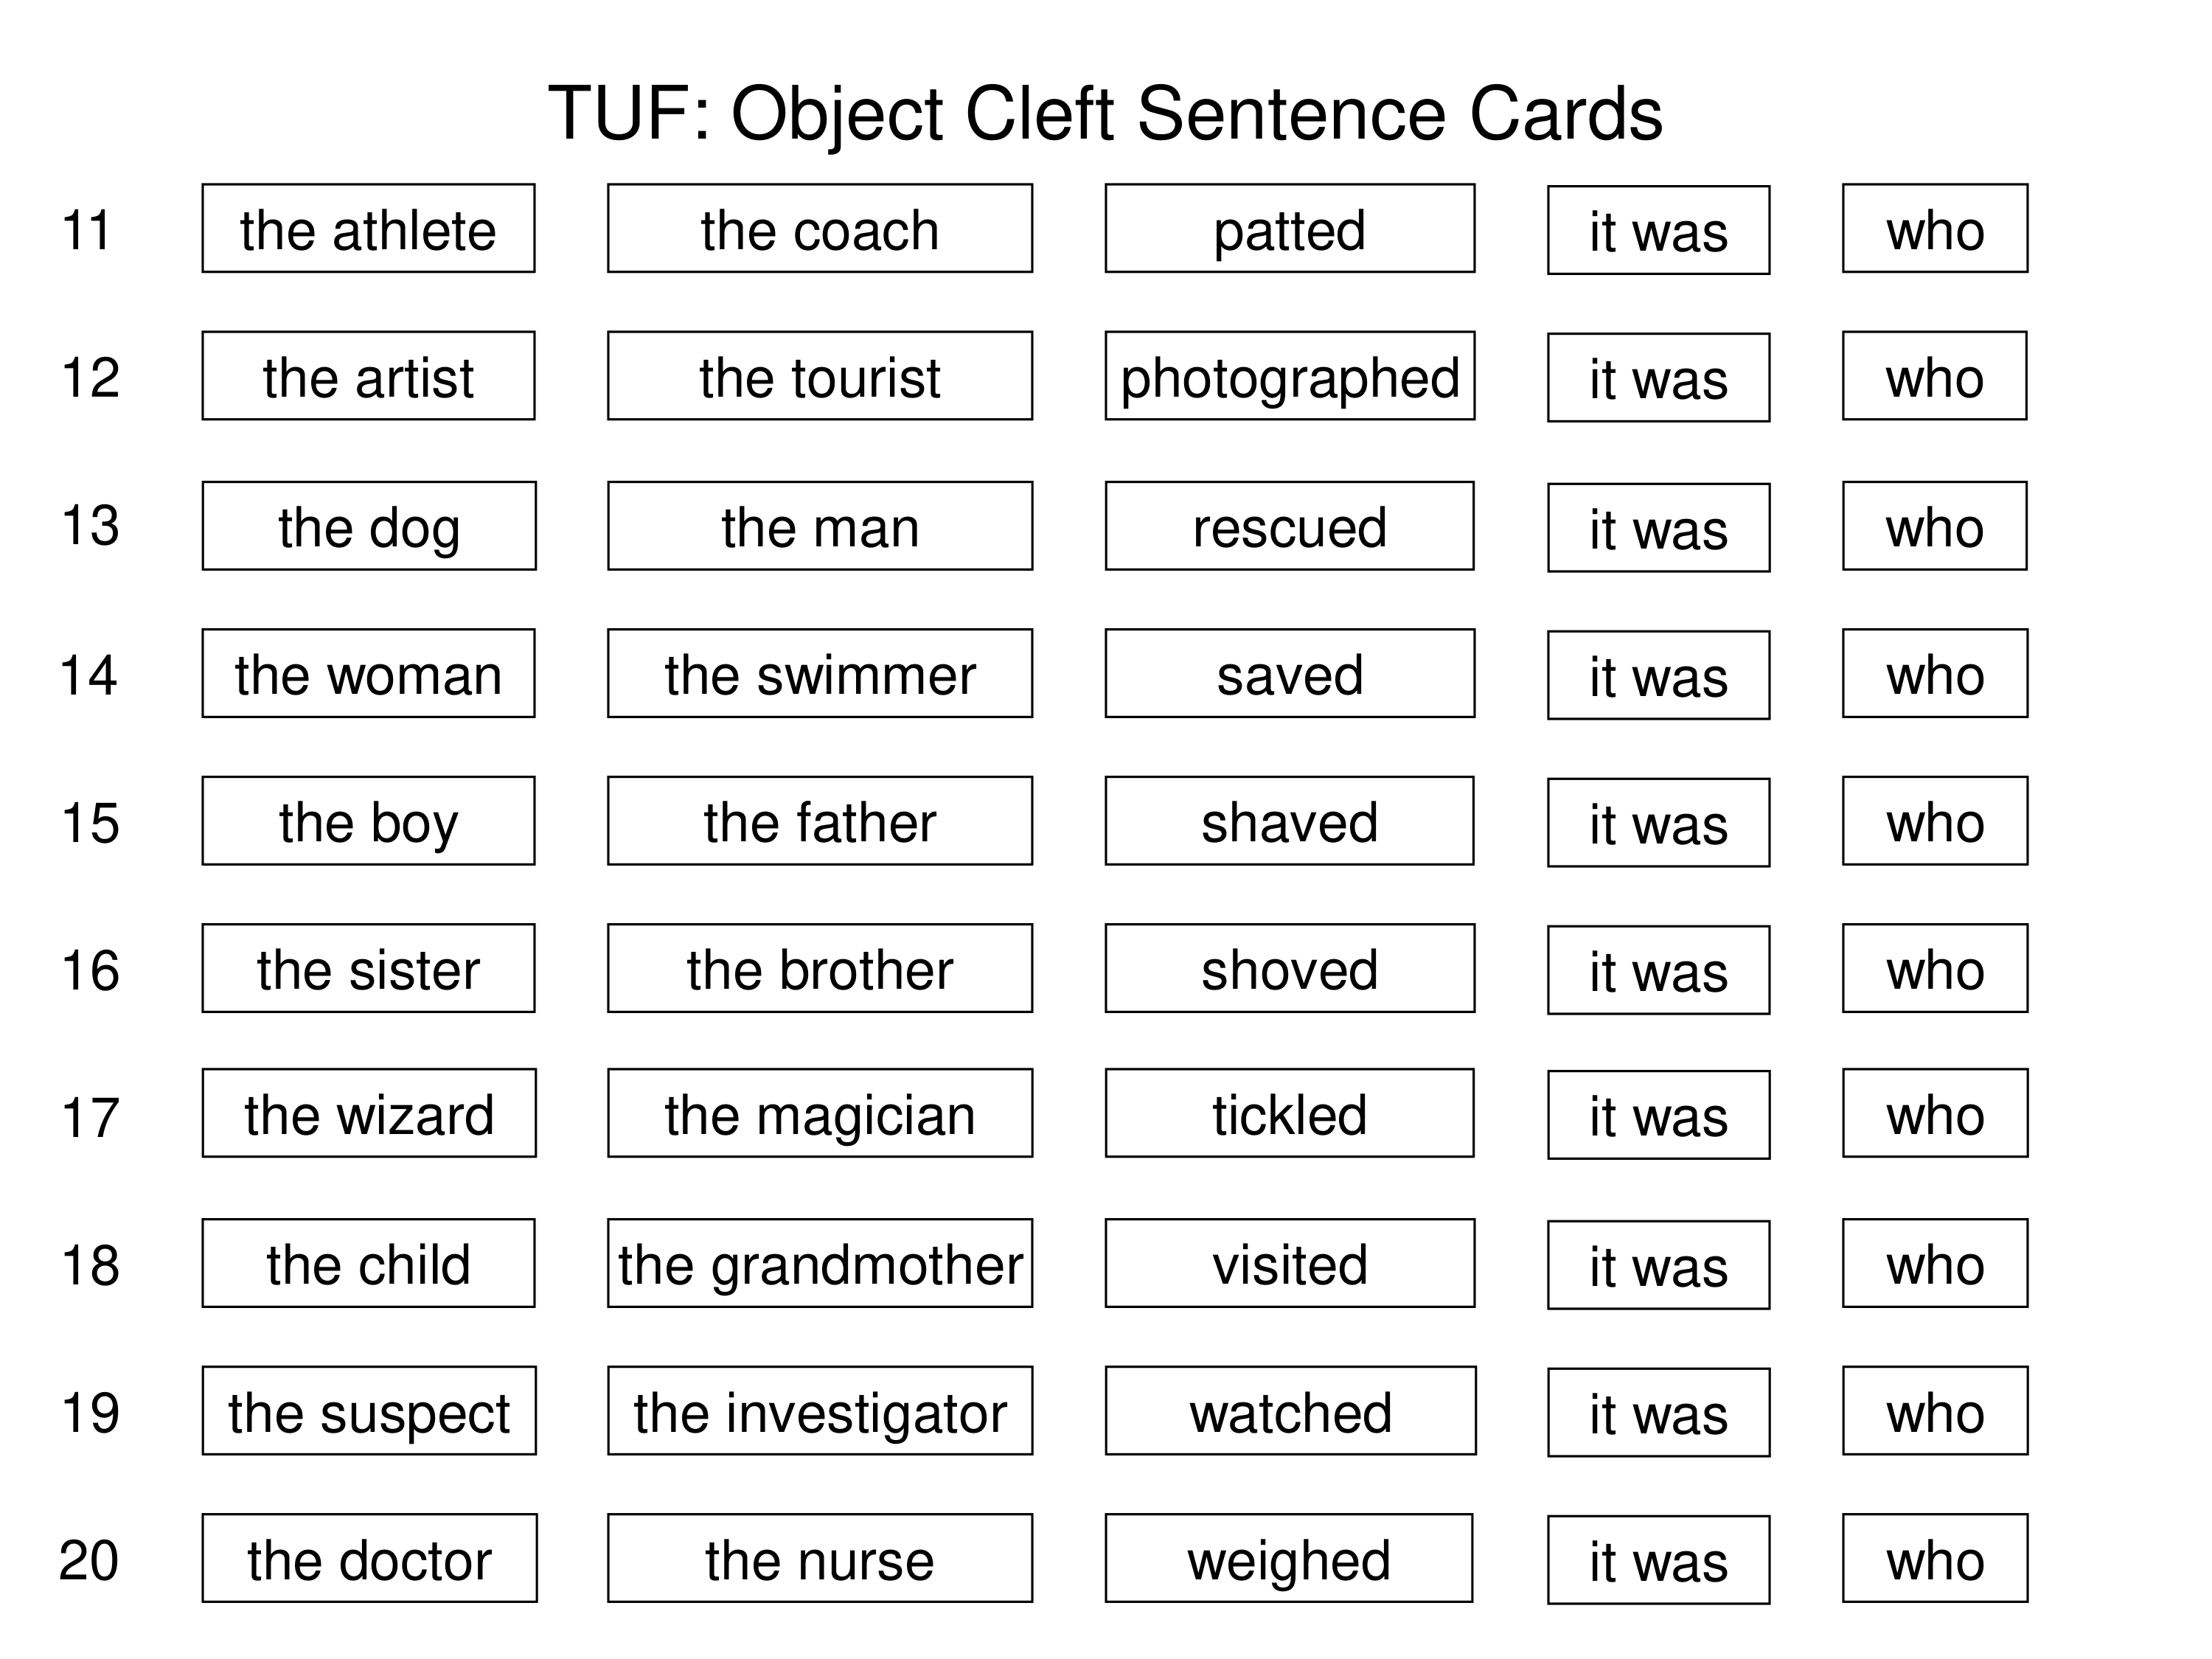 TUF: Object Cleft Sentence Cards
11 the athlete the coach patted it was who
12 the artist the tourist photographed it was who
13 the dog the man rescued it was who
14 the woman the swimmer saved it was who
15 the boy the father shaved it was who
16 the sister the brother shoved it was who
17 the wizard the magician tickled it was who
18 the child the grandmother visited it was who
19 the suspect the investigator watched it was who
20 the doctor the nurse weighed it was who